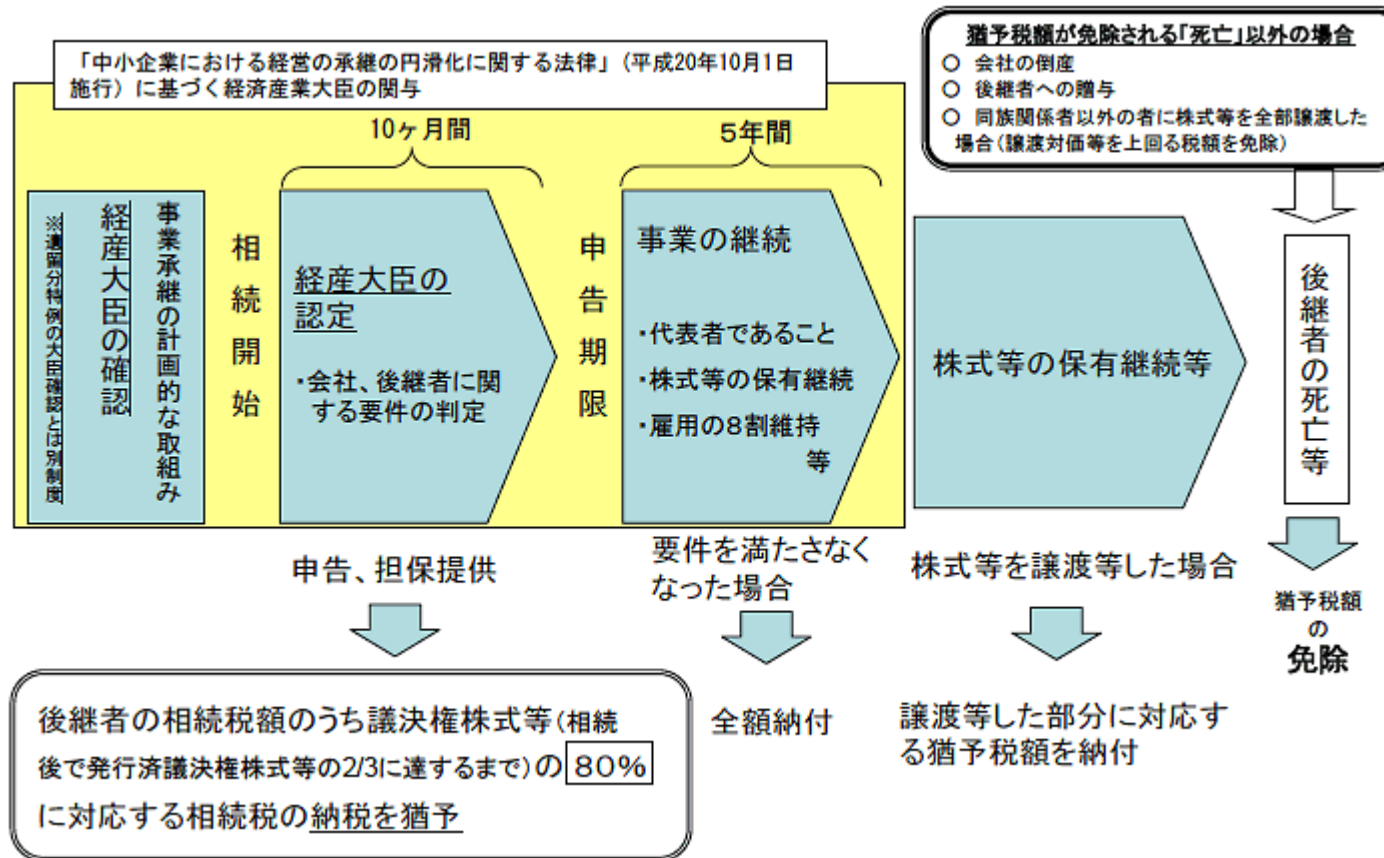 「中小企業における経営の承継の円滑化に関する法律」（平成20年10月1日
施行）に基づく経済産業大臣の関与
猶予税額が免除される「死亡」以外の場合
○ 会社の倒産
○ 後継者への贈与
○ 同族関係者以外の者に株式等を全部譲渡した
場合（譲渡対価等を上回る税額を免除）
10ヶ月間
５年間
事業承継の計画的な取組み
経産大臣の確認
※遺留分特例の大臣確認とは別制度
相続開始
経産大臣の
認定
・会社、後継者に関
する要件の判定
申告期限
事業の継続
・代表者であること
・株式等の保有継続
・雇用の８割維持
等
株式等の保有継続等
後継者の死亡等
申告、担保提供
要件を満たさなく
なった場合
株式等を譲渡等した場合
猶予税額
の
免除
後継者の相続税額のうち議決権株式等（相続
後で発行済議決権株式等の2/3に達するまで）の 80%
に対応する相続税の納税を猶予
全額納付
譲渡等した部分に対応す
る猶予税額を納付